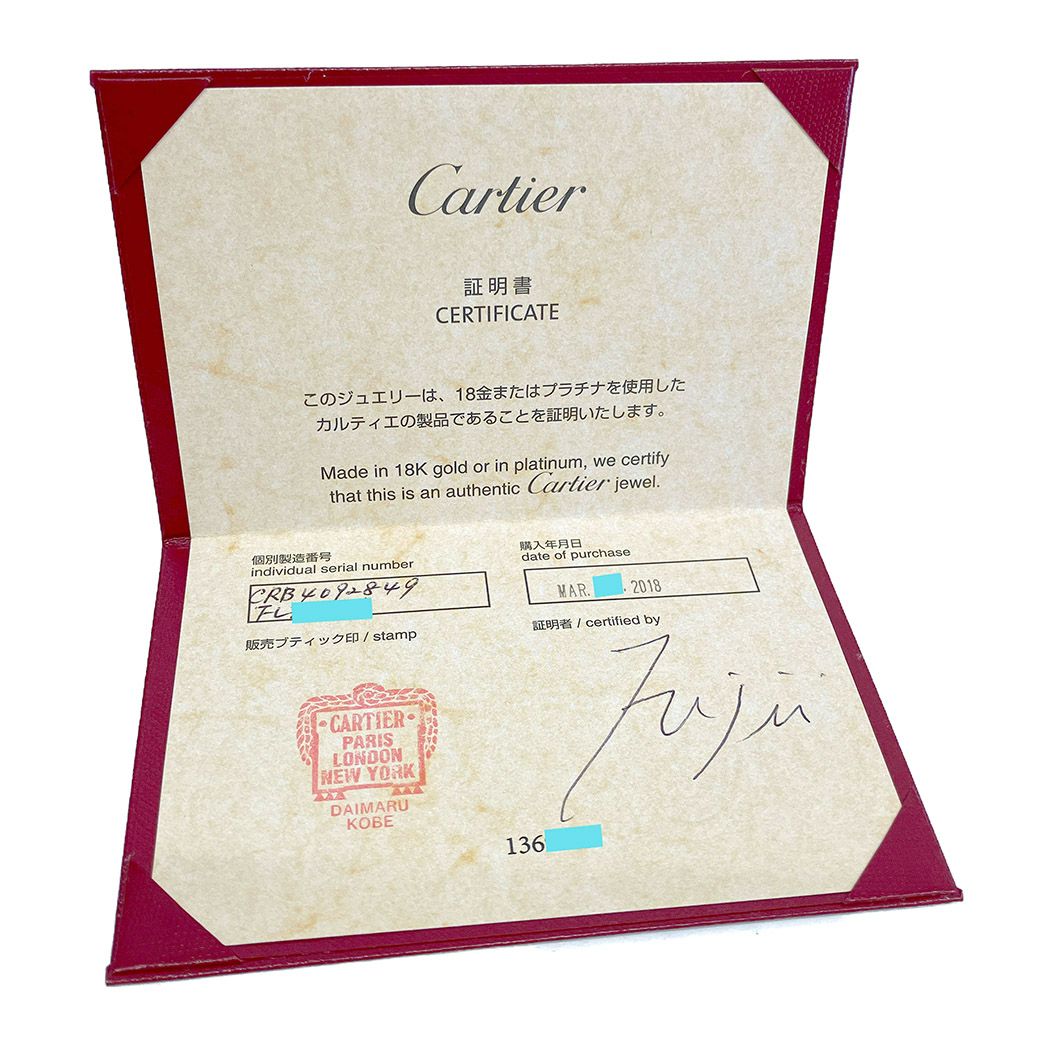 Cartier
証明書
CERTIFICATE
このジュエリーは、18金またはプラチナを使用した
カルティエの製品であることを証明いたします。
Made in 18K gold or in platinum, we certify
that this is an authentic Cartier jewel.
個別製造番号
individual serial number
CRB4092849
FL
販売ブティック印 / stamp
CARTIER
PARIS
LONDON
NEW YORK
DAIMARU
KOBE
購入年月日
date of purchase
MAR. . 2018
証明者 / certified by
Fujii
136